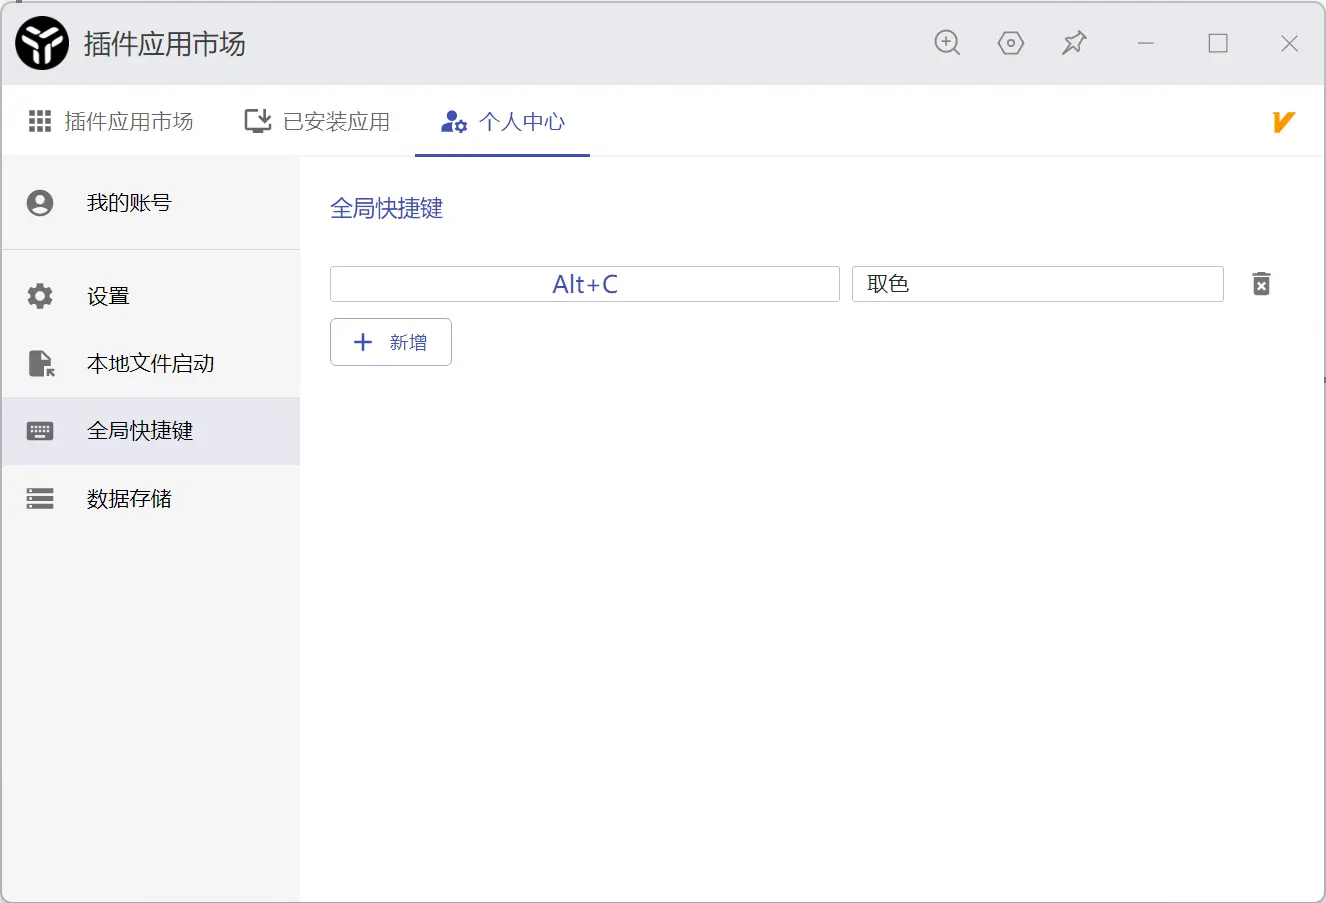 插件应用市场
插件应用市场
已安装应用
个人中心
我的账号
设置
本地文件启动
全局快捷键
数据存储
全局快捷键
Alt+C
取色
新增